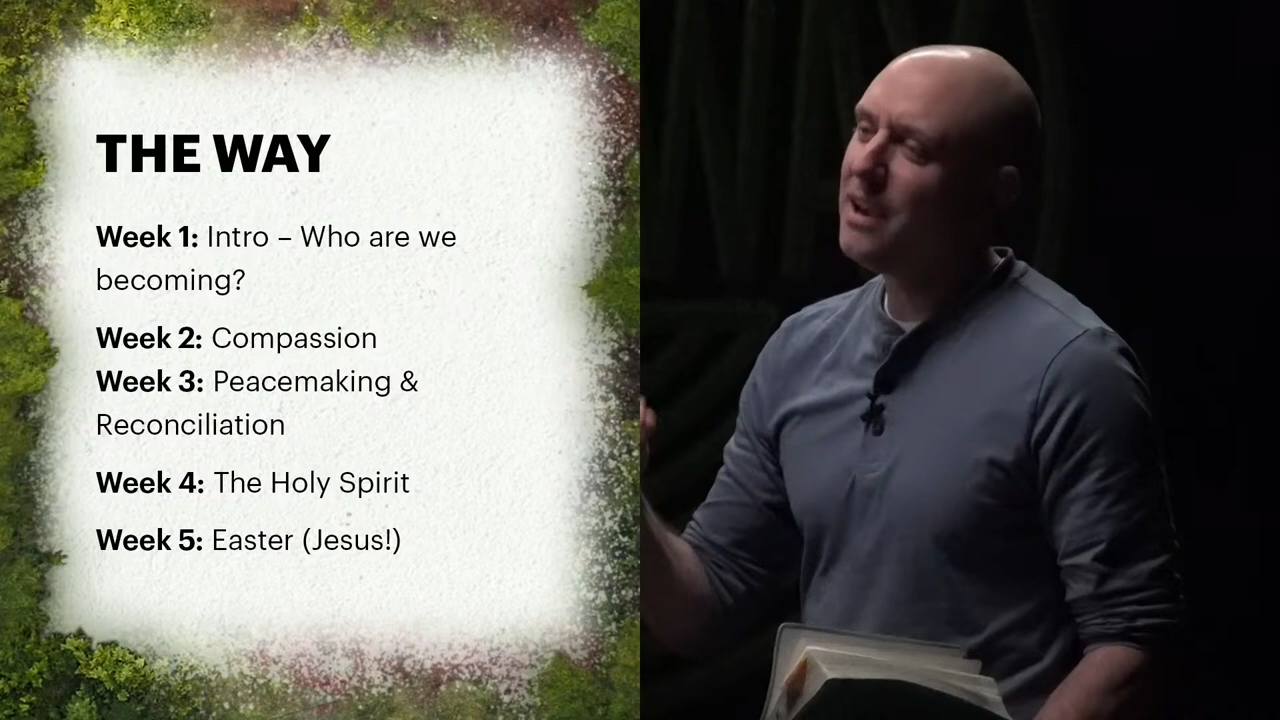 THE WAY
Week 1: Intro – Who are we
becoming?
Week 2: Compassion
Week 3: Peacemaking &
Reconciliation
Week 4: The Holy Spirit
Week 5: Easter (Jesus!)